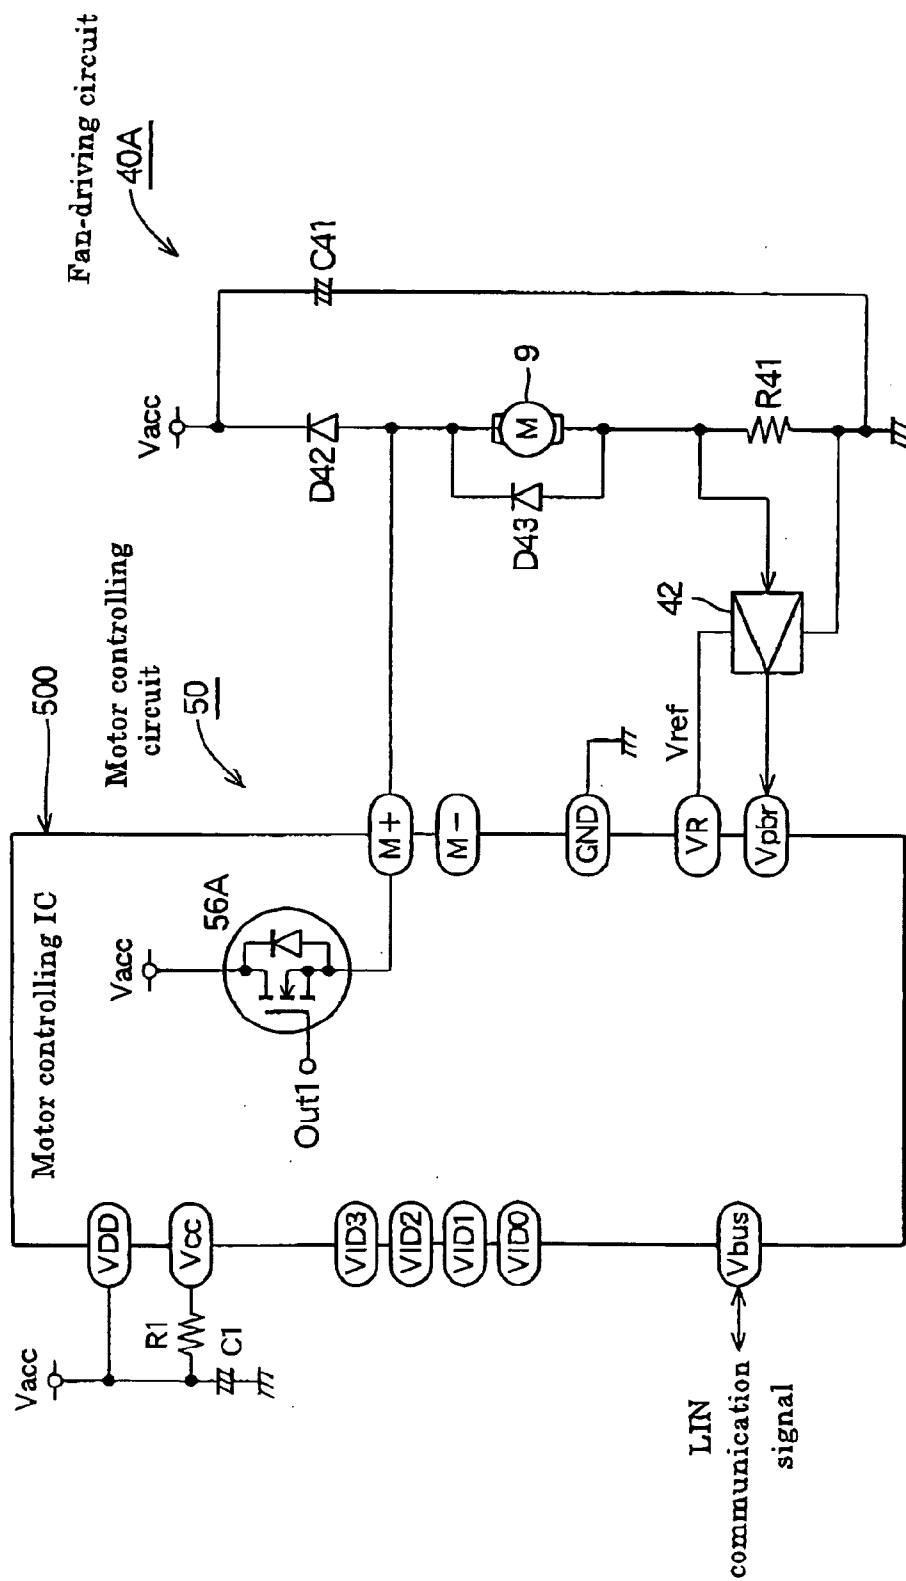 Fan-driving circuit
40A
Motor controlling
circuit
50
500
Motor controlling IC
Vacc
R1
C1
VDD
Vcc
VID3
VID2
VID1
VID0
Vbus
LIN
communication
signal
Vacc
56A
Out1
M+
M-
GND
VR
Vpbr
Vref
42
Vacc
D42
D43
M
9
R41
C41